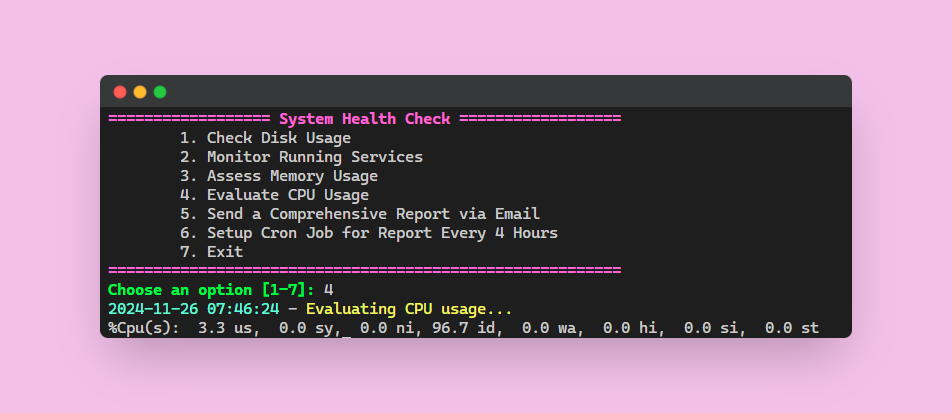 ================== System Health Check ==================
1. Check Disk Usage
2. Monitor Running Services
3. Assess Memory Usage
4. Evaluate CPU Usage
5. Send a Comprehensive Report via Email
6. Setup Cron Job for Report Every 4 Hours
7. Exit
=========================================================
Choose an option [1-7]: 4
2024-11-26 07:46:24 - Evaluating CPU usage...
%Cpu(s):  3.3 us,  0.0 sy,_ 0.0 ni, 96.7 id,  0.0 wa,  0.0 hi,  0.0 si,  0.0 st